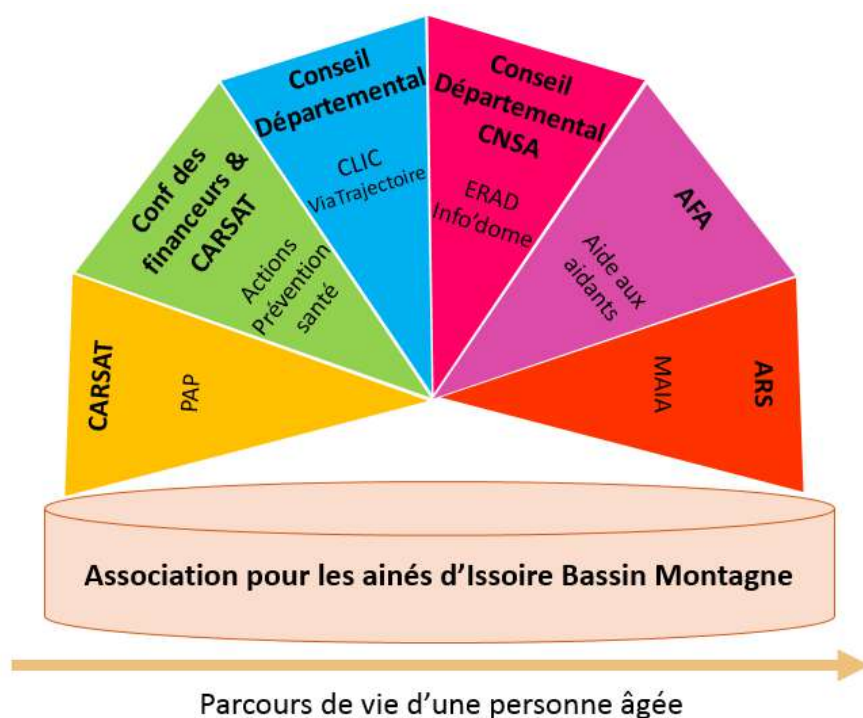 CARSAT
PAP
Conf des
financeurs &
CARSAT
Actions
Prévention
santé
Conseil
Départemental
CLIC
ViaTrajectoire
Conseil
Départemental
CNSA
ERAD
Info’dome
AFA
Aide aux
aidants
ARS
MAIA
Association pour les ainés d’Issoire Bassin Montagne
Parcours de vie d’une personne âgée